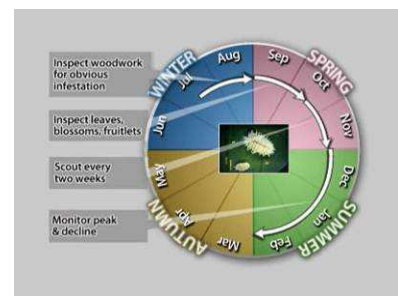 Inspect woodwork
for obvious
infestation
Inspect leaves,
blossoms, fruitlets
Scout every
two weeks
Monitor peak
& decline
WINTER
SPRING
SUMMER
AUTUMN
Jun
Jul
Aug
Sep
Oct
Nov
Dec
Jan
Feb
Mar
Apr
May